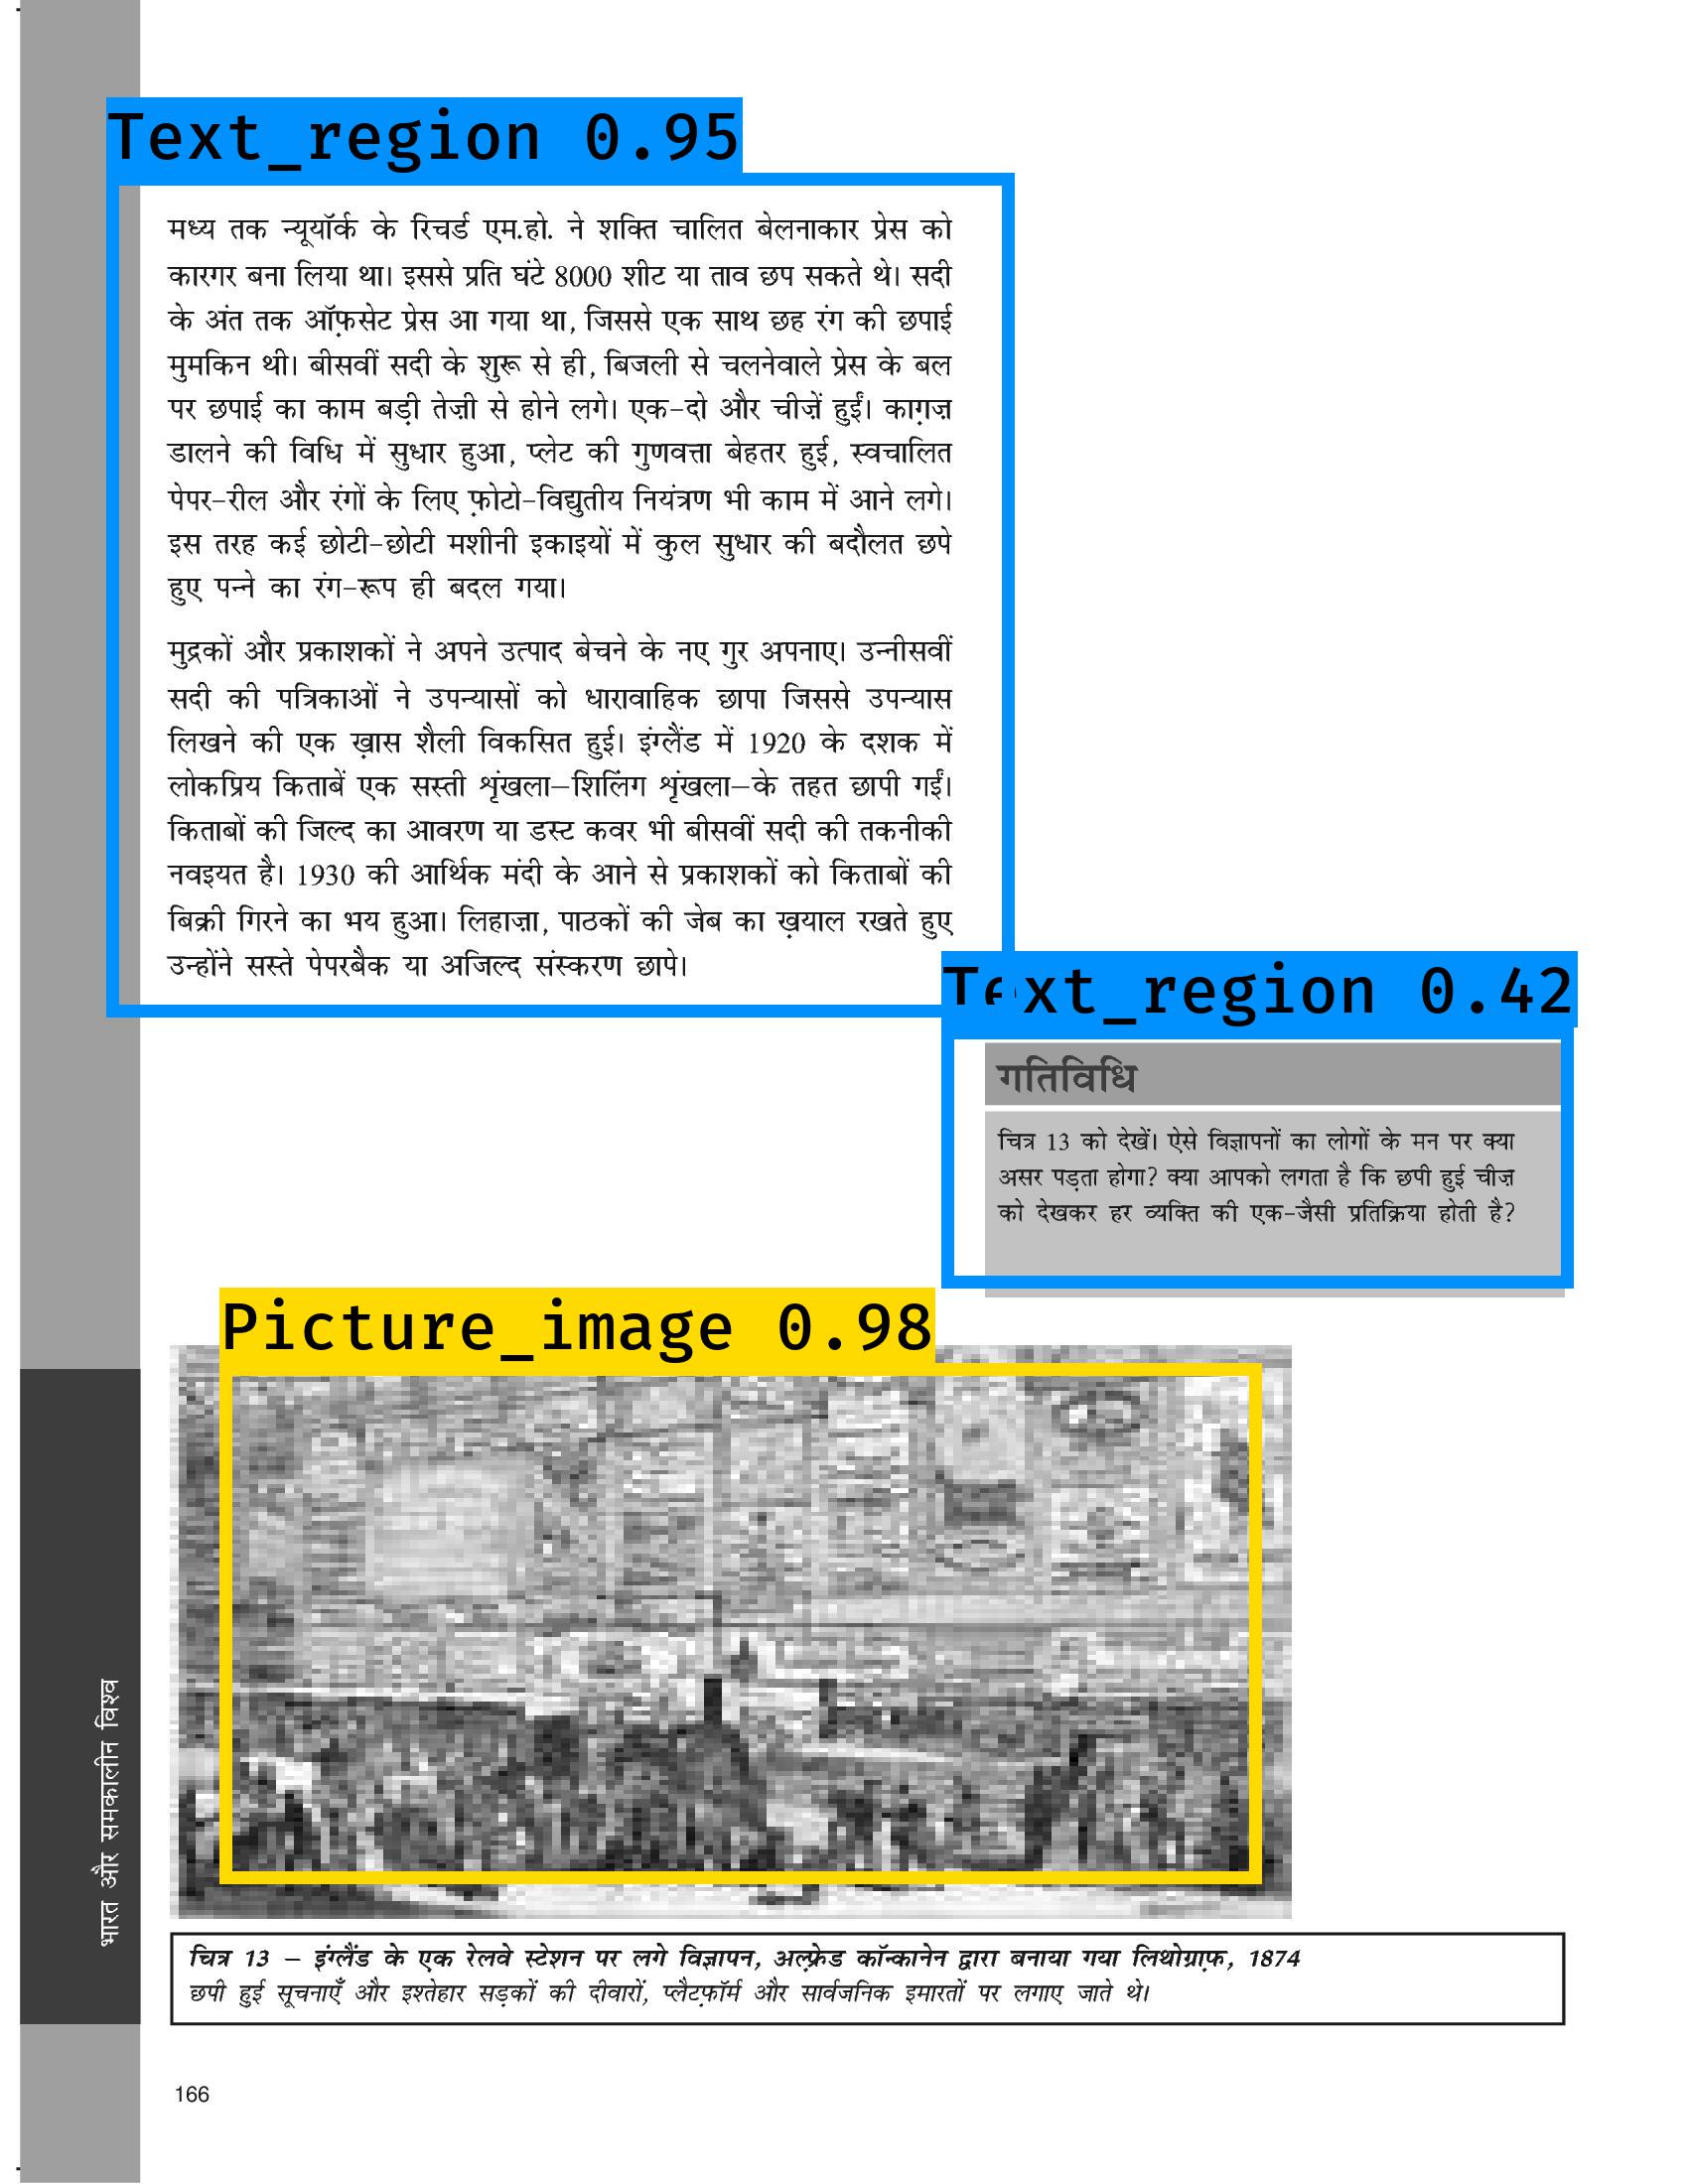 Text_region 0.95
मध्य तक न्यूयॉर्क के रिचर्ड एम.हो. ने शक्ति चालित बेलनाकार प्रेस को
कारगर बना लिया था। इससे प्रति घंटे 8000 शीट या ताव छप सकते थे। सदी
के अंत तक ऑफ़सेट प्रेस आ गया था, जिससे एक साथ छह रंग की छपाई
मुमकिन थी। बीसवीं सदी के शुरू से ही, बिजली से चलनेवाले प्रेस के बल
पर छपाई का काम बड़ी तेज़ी से होने लगे। एक-दो और चीज़ें हुईं। काग़ज़
डालने की विधि में सुधार हुआ, प्लेट की गुणवत्ता बेहतर हुई, स्वचालित
पेपर-रील और रंगों के लिए फ़ोटो-विद्युतीय नियंत्रण भी काम में आने लगे।
इस तरह कई छोटी-छोटी मशीनी इकाइयों में कुल सुधार की बदौलत छपे
हुए पन्ने का रंग-रूप ही बदल गया।
मुद्रकों और प्रकाशकों ने अपने उत्पाद बेचने के नए गुर अपनाए। उन्नीसवीं
सदी की पत्रिकाओं ने उपन्यासों को धारावाहिक छापा जिससे उपन्यास
लिखने की एक ख़ास शैली विकसित हुई। इंग्लैंड में 1920 के दशक में
लोकप्रिय किताबें एक सस्ती शृंखला–शिलिंग शृंखला–के तहत छापी गईं।
किताबों की जिल्द का आवरण या डस्ट कवर भी बीसवीं सदी की तकनीकी
नवइयत है। 1930 की आर्थिक मंदी के आने से प्रकाशकों को किताबों की
बिक्री गिरने का भय हुआ। लिहाज़ा, पाठकों की जेब का ख़याल रखते हुए
उन्होंने सस्ते पेपरबैक या अजिल्द संस्करण छापे।
Text_region 0.42
गतिविधि
चित्र 13 को देखें। ऐसे विज्ञापनों का लोगों के मन पर क्या
असर पड़ता होगा? क्या आपको लगता है कि छपी हुई चीज़
को देखकर हर व्यक्ति की एक-जैसी प्रतिक्रिया होती है?
Picture_image 0.98
चित्र 13 – इंग्लैंड के एक रेलवे स्टेशन पर लगे विज्ञापन, अल्फ़्रेड कॉन्कानेन द्वारा बनाया गया लिथोग्राफ़, 1874
छपी हुई सूचनाएँ और इश्तेहार सड़कों की दीवारों, प्लैटफ़ॉर्म और सार्वजनिक इमारतों पर लगाए जाते थे।
भारत और समकालीन विश्व
166